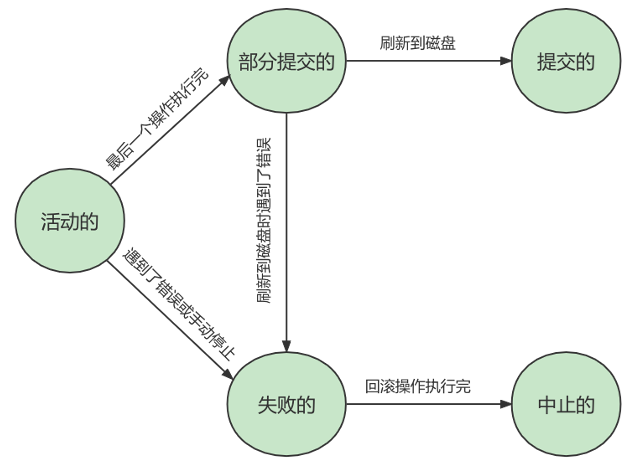 部分提交的
刷新到磁盘
提交的
最后一个操作执行完
刷新到磁盘时遇到了错误
活动的
遇到了错误或手动停止
失败的
回滚操作执行完
中止的